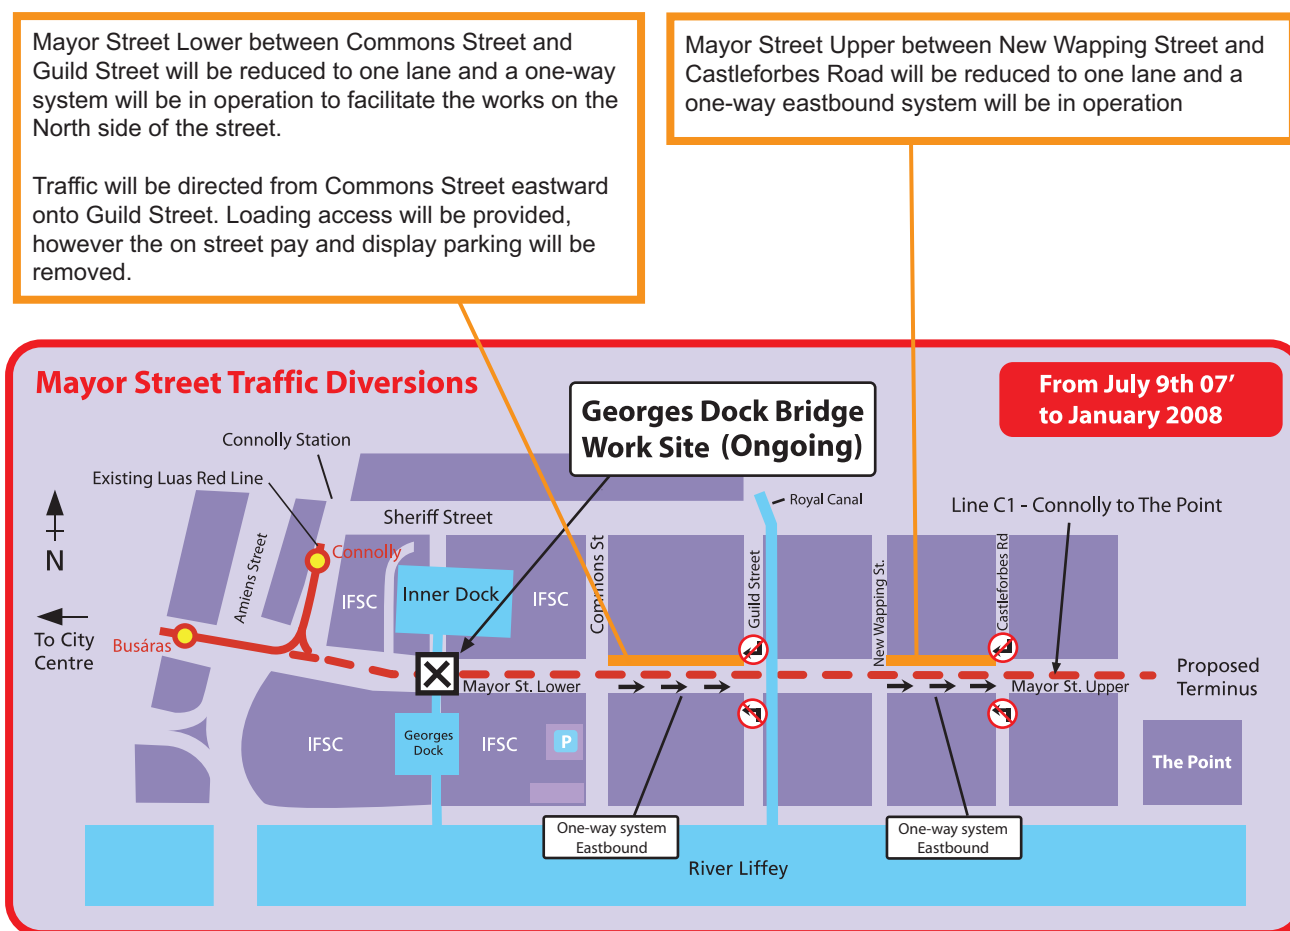 Mayor Street Lower between Commons Street and
Guild Street will be reduced to one lane and a one-way
system will be in operation to facilitate the works on the
North side of the street.
Traffic will be directed from Commons Street eastward
onto Guild Street. Loading access will be provided,
however the on street pay and display parking will be
removed.
Mayor Street Upper between New Wapping Street and
Castleforbes Road will be reduced to one lane and a
one-way eastbound system will be in operation
Mayor Street Traffic Diversions
From July 9th 07'
to January 2008
Georges Dock Bridge
Work Site (Ongoing)
Connolly Station
Existing Luas Red Line
Sheriff Street
Royal Canal
Line C1 - Connolly to The Point
N
To City
Centre
Amiens Street
Connolly
Busáras
IFSC
Inner Dock
IFSC
Commons St
Guild Street
New Wapping St.
Castleforbes Rd
Mayor St. Lower
Mayor St. Upper
Proposed
Terminus
IFSC
Georges
Dock
IFSC
P
The Point
One-way system
Eastbound
One-way system
Eastbound
River Liffey